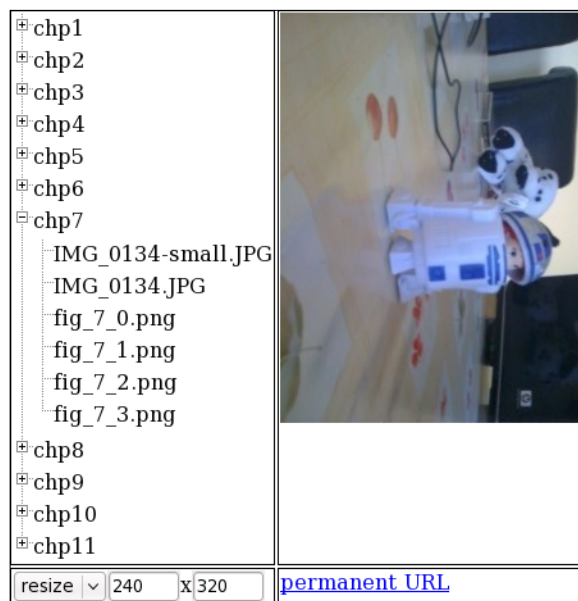 chp1
chp2
chp3
chp4
chp5
chp6
chp7
IMG_0134-small.JPG
IMG_0134.JPG
fig_7_0.png
fig_7_1.png
fig_7_2.png
fig_7_3.png
chp8
chp9
chp10
chp11
resize 240 x 320 permanent URL